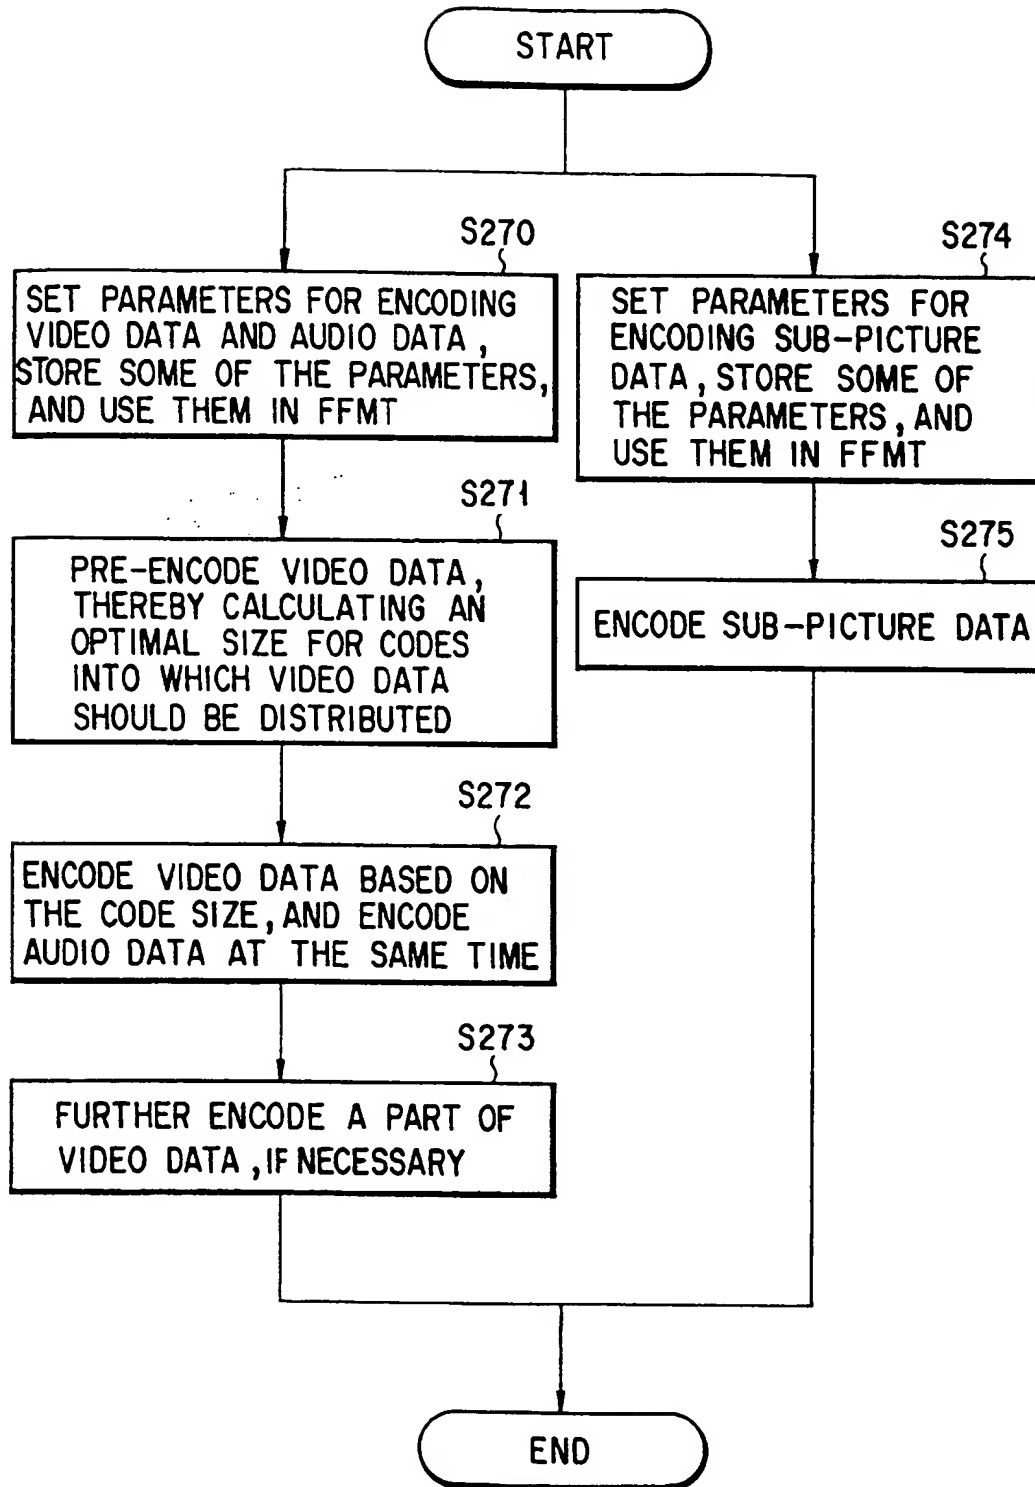 START
S270
SET PARAMETERS FOR ENCODING
VIDEO DATA AND AUDIO DATA,
STORE SOME OF THE PARAMETERS,
AND USE THEM IN FFMT
S271
PRE-ENCODE VIDEO DATA,
THEREBY CALCULATING AN
OPTIMAL SIZE FOR CODES
INTO WHICH VIDEO DATA
SHOULD BE DISTRIBUTED
S272
ENCODE VIDEO DATA BASED ON
THE CODE SIZE, AND ENCODE
AUDIO DATA AT THE SAME TIME
S273
FURTHER ENCODE A PART OF
VIDEO DATA, IF NECESSARY
S274
SET PARAMETERS FOR
ENCODING SUB-PICTURE
DATA, STORE SOME OF
THE PARAMETERS, AND
USE THEM IN FFMT
S275
ENCODE SUB-PICTURE DATA
END